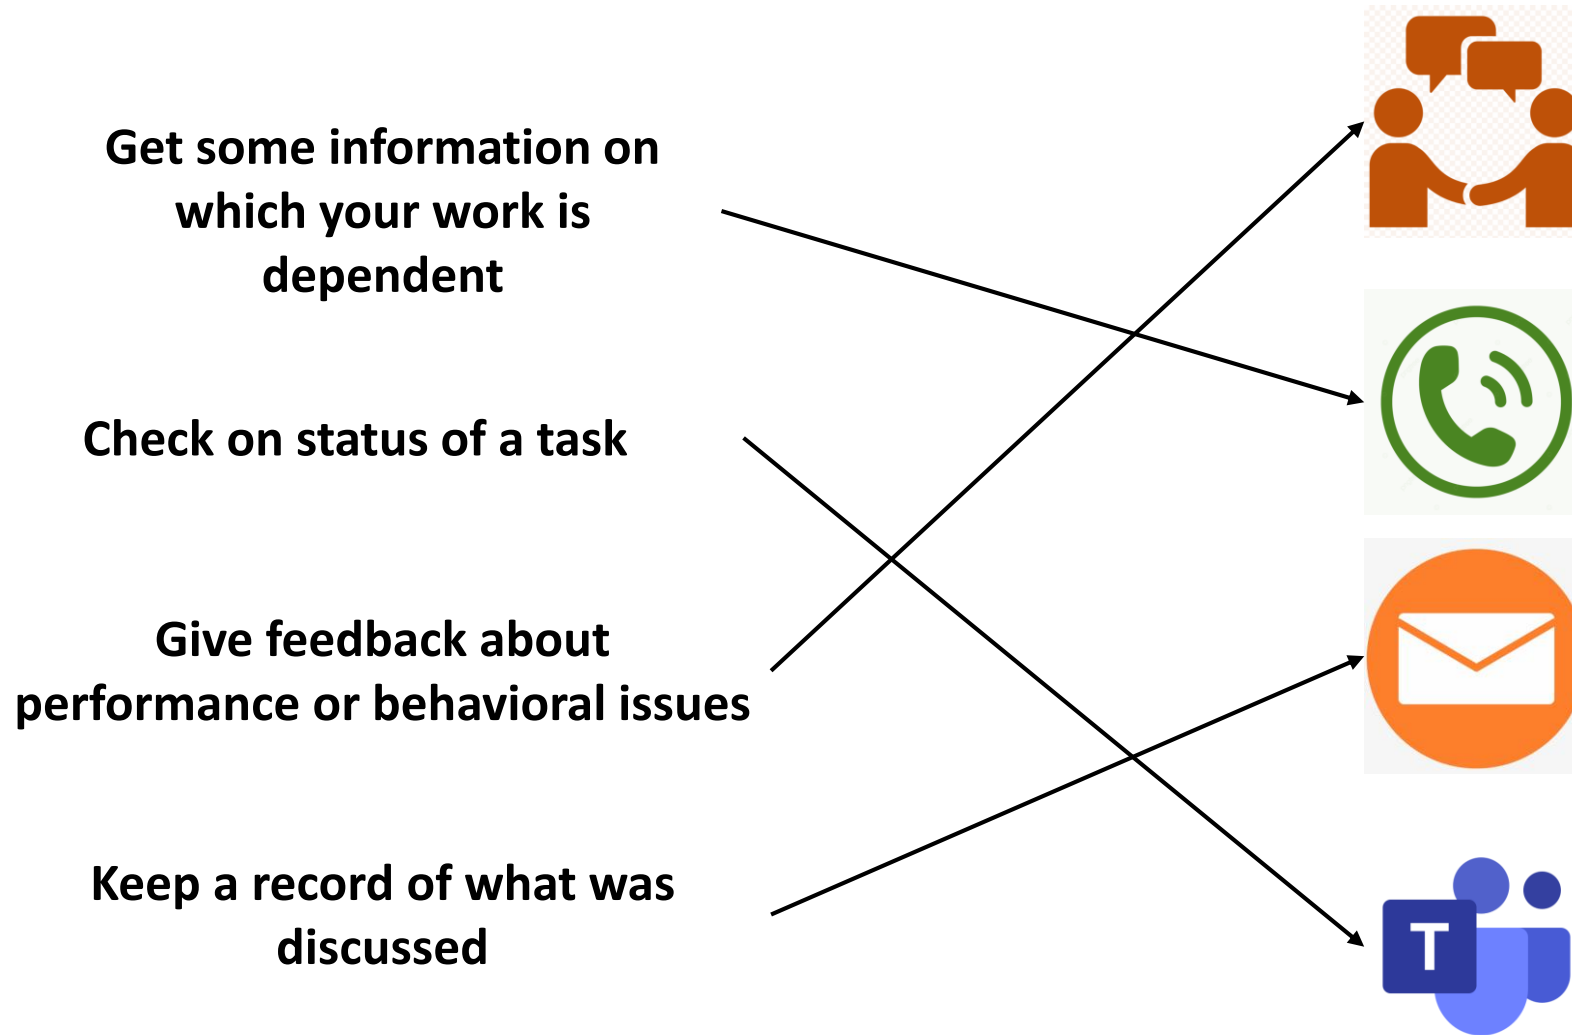 Get some information on
which your work is
dependent
Check on status of a task
Give feedback about
performance or behavioral issues
Keep a record of what was
discussed
T